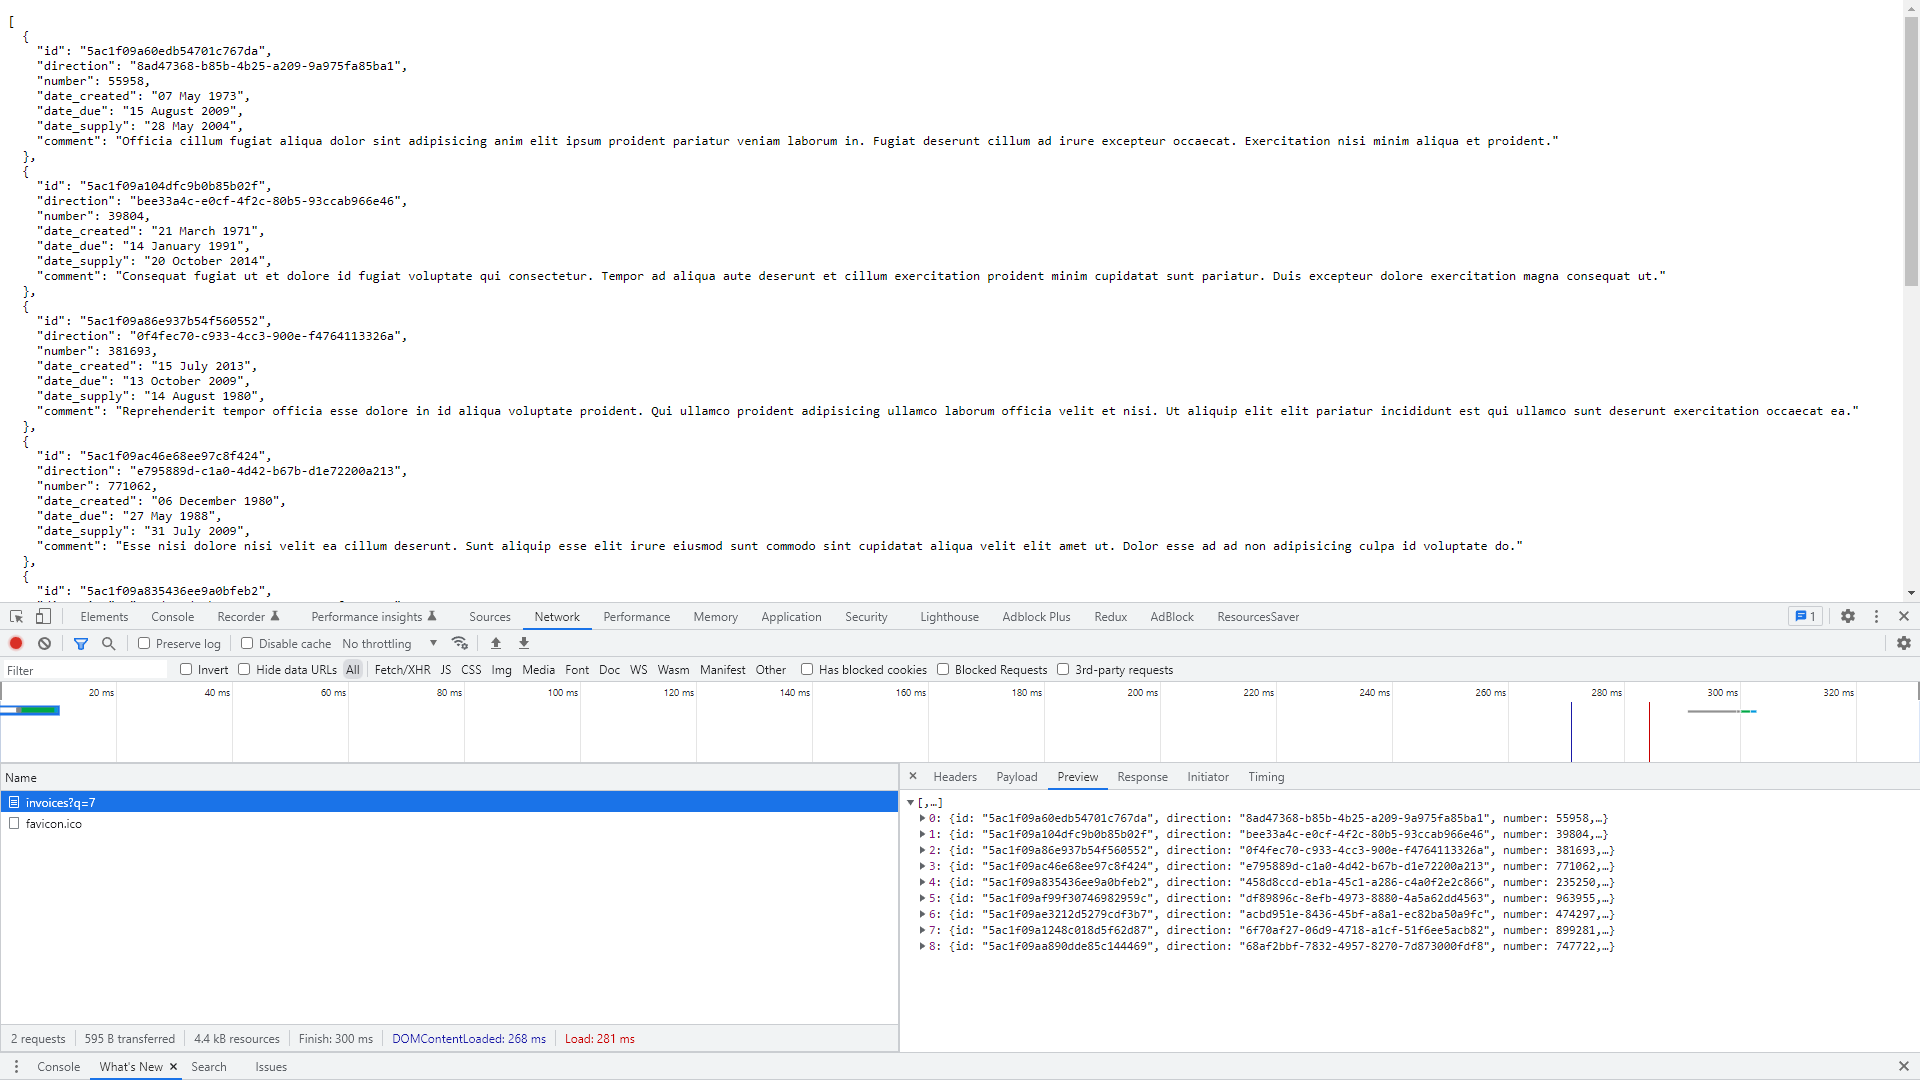 [
{
"id": "5ac1f09a60edb54701c767da",
"direction": "8ad47368-b85b-4b25-a209-9a975fa85ba1",
"number": 55958,
"date_created": "07 May 1973",
"date_due": "15 August 2009",
"date_supply": "28 May 2004",
"comment": "Officia cillum fugiat aliqua dolor sint adipisicing anim elit ipsum proident pariatur veniam laborum in. Fugiat deserunt cillum ad irure excepteur occaecat. Exercitation nisi minim aliqua et proident."
},
{
"id": "5ac1f09a104dfc9b0b85b02f",
"direction": "bee33a4c-e0cf-4f2c-80b5-93ccab966e46",
"number": 39804,
"date_created": "21 March 1971",
"date_due": "14 January 1991",
"date_supply": "20 October 2014",
"comment": "Consequat fugiat ut et dolore id fugiat voluptate qui consectetur. Tempor ad aliqua aute deserunt et cillum exercitation proident minim cupidatat sunt pariatur. Duis excepteur dolore exercitation magna consequat ut."
},
{
"id": "5ac1f09a86e937b54f560552",
"direction": "0f4fec70-c933-4cc3-900e-f4764113326a",
"number": 381693,
"date_created": "15 July 2013",
"date_due": "13 October 2009",
"date_supply": "14 August 1980",
"comment": "Reprehenderit tempor officia esse dolore in id aliqua voluptate proident. Qui ullamco proident adipisicing ullamco laborum officia velit et nisi. Ut aliquip elit elit pariatur incididunt est qui ullamco sunt deserunt exercitation occaecat ea."
},
{
"id": "5ac1f09ac46e68ee97c8f424",
"direction": "e795889d-c1a0-4d42-b67b-d1e72200a213",
"number": 771062,
"date_created": "06 December 1980",
"date_due": "27 May 1988",
"date_supply": "31 July 2009",
"comment": "Esse nisi dolore nisi velit ea cillum deserunt. Sunt aliquip esse elit irure eiusmod sunt commodo sint cupidatat aliqua velit elit amet ut. Dolor esse ad ad non adipisicing culpa id voluptate do."
},
{
"id": "5ac1f09a835436ee9a0bfeb2",
Elements Console Recorder Performance insights Sources Network Performance Memory Application Security Lighthouse Adblock Plus Redux AdBlock ResourcesSaver 1
Preserve log Disable cache No throttling
Filter Invert Hide data URLs All Fetch/XHR JS CSS Img Media Font Doc WS Wasm Manifest Other Has blocked cookies Blocked Requests 3rd-party requests
20 ms 40 ms 60 ms 80 ms 100 ms 120 ms 140 ms 160 ms 180 ms 200 ms 220 ms 240 ms 260 ms 280 ms 300 ms 320 ms
Name
invoices?q=7
favicon.ico
Headers Payload Preview Response Initiator Timing
[,…]
0: {id: "5ac1f09a60edb54701c767da", direction: "8ad47368-b85b-4b25-a209-9a975fa85ba1", number: 55958,…}
1: {id: "5ac1f09a104dfc9b0b85b02f", direction: "bee33a4c-e0cf-4f2c-80b5-93ccab966e46", number: 39804,…}
2: {id: "5ac1f09a86e937b54f560552", direction: "0f4fec70-c933-4cc3-900e-f4764113326a", number: 381693,…}
3: {id: "5ac1f09ac46e68ee97c8f424", direction: "e795889d-c1a0-4d42-b67b-d1e72200a213", number: 771062,…}
4: {id: "5ac1f09a835436ee9a0bfeb2", direction: "458d8ccd-eb1a-45c1-a286-c4a0f2e2c866", number: 235250,…}
5: {id: "5ac1f09af99f30746982959c", direction: "df89896c-8efb-4973-8880-4a5a62dd4563", number: 963955,…}
6: {id: "5ac1f09ae3212d5279cdf3b7", direction: "acbd951e-8436-45bf-a8a1-ec82ba50a9fc", number: 474297,…}
7: {id: "5ac1f09a1248c018d5f62d87", direction: "6f70af27-06d9-4718-a1cf-51f6ee5acb82", number: 899281,…}
8: {id: "5ac1f09aa890dde85c144469", direction: "68af2bbf-7832-4957-8270-7d873000fdf8", number: 747722,…}
2 requests 595 B transferred 4.4 kB resources Finish: 300 ms DOMContentLoaded: 268 ms Load: 281 ms
Console What's New Search Issues